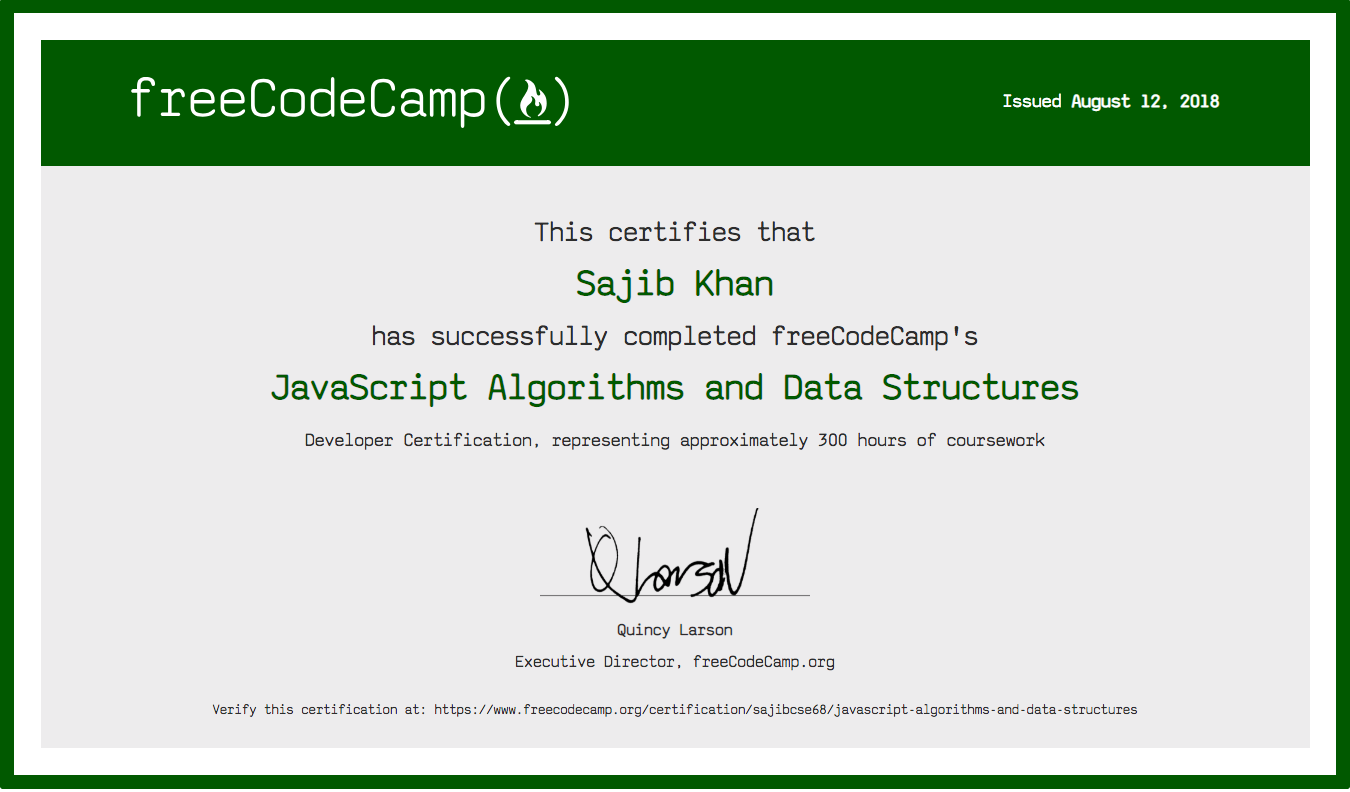 freeCodeCamp(🔥)
Issued August 12, 2018
This certifies that
Sajib Khan
has successfully completed freeCodeCamp's
JavaScript Algorithms and Data Structures
Developer Certification, representing approximately 300 hours of coursework
Q Larson
Quincy Larson
Executive Director, freeCodeCamp.org
Verify this certification at: https://www.freecodecamp.org/certification/sajibcse68/javascript-algorithms-and-data-structures